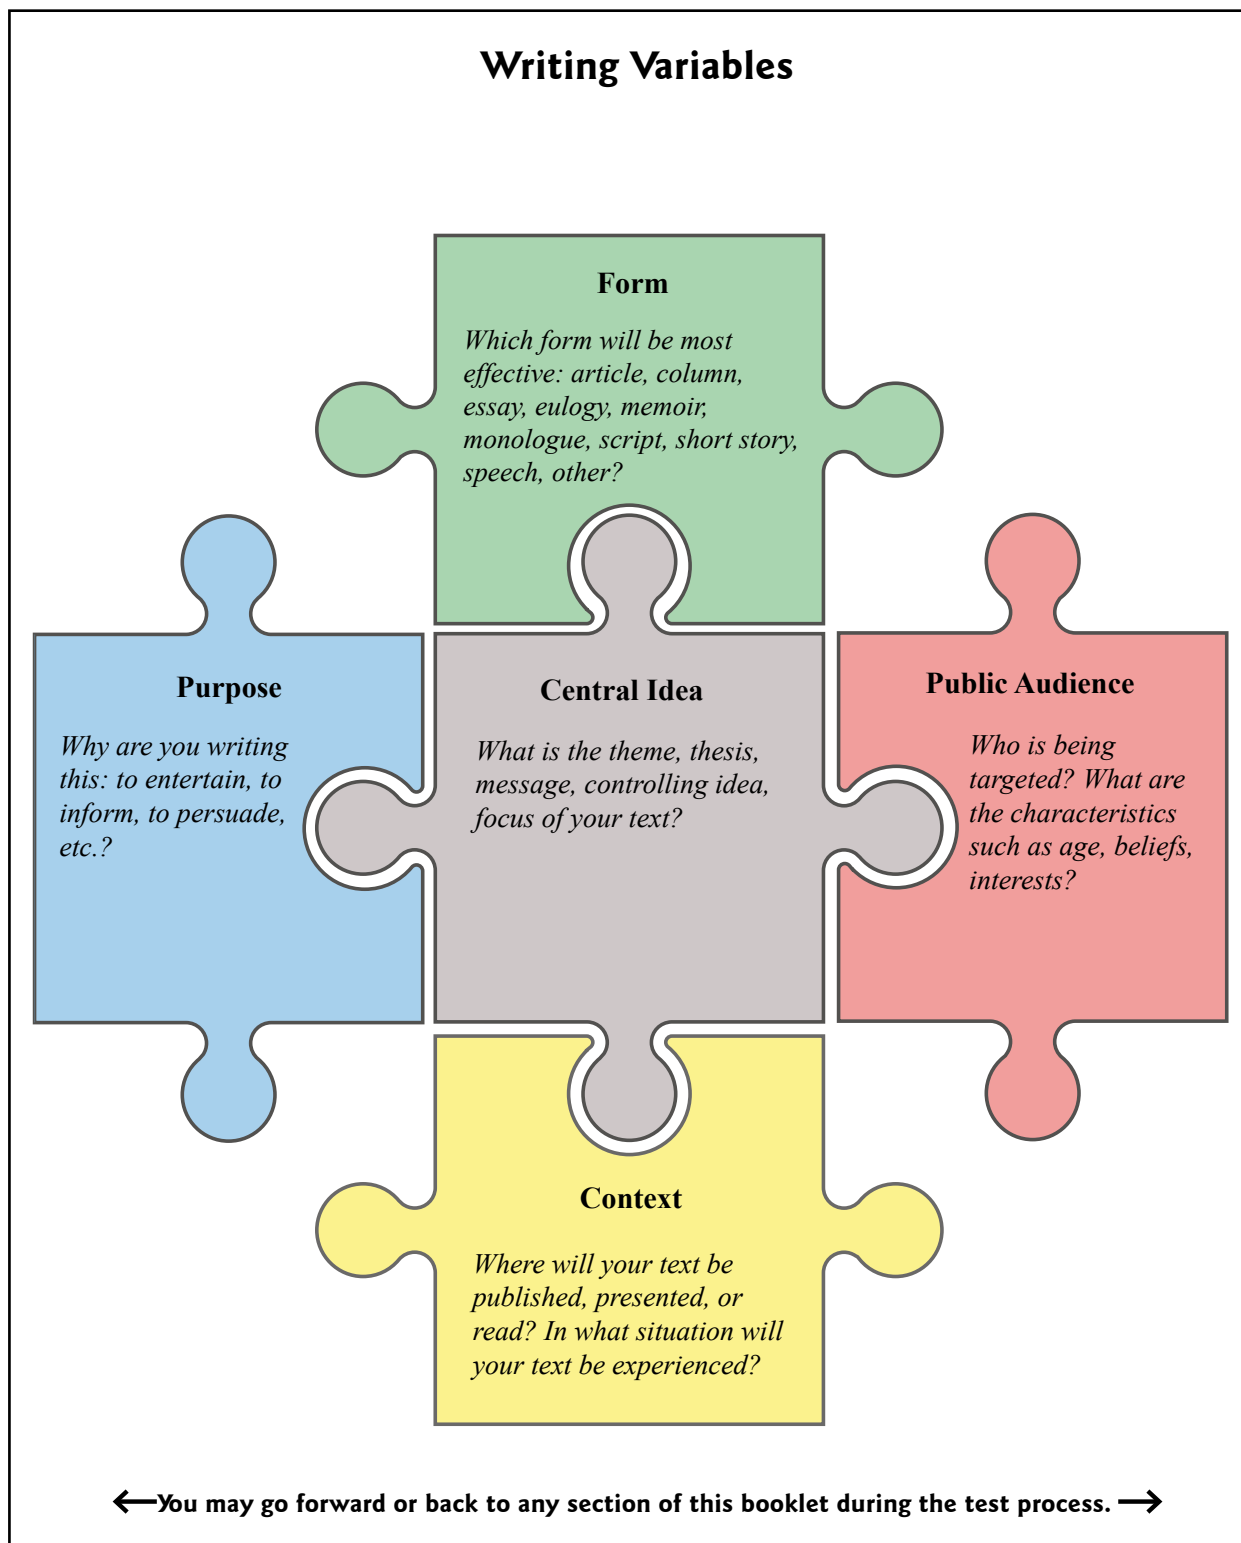 Writing Variables
Form
Which form will be most
effective: article, column,
essay, eulogy, memoir,
monologue, script, short story,
speech, other?
Purpose
Why are you writing
this: to entertain, to
inform, to persuade,
etc.?
Central Idea
What is the theme, thesis,
message, controlling idea,
focus of your text?
Public Audience
Who is being
targeted? What are
the characteristics
such as age, beliefs,
interests?
Context
Where will your text be
published, presented, or
read? In what situation will
your text be experienced?
You may go forward or back to any section of this booklet during the test process.